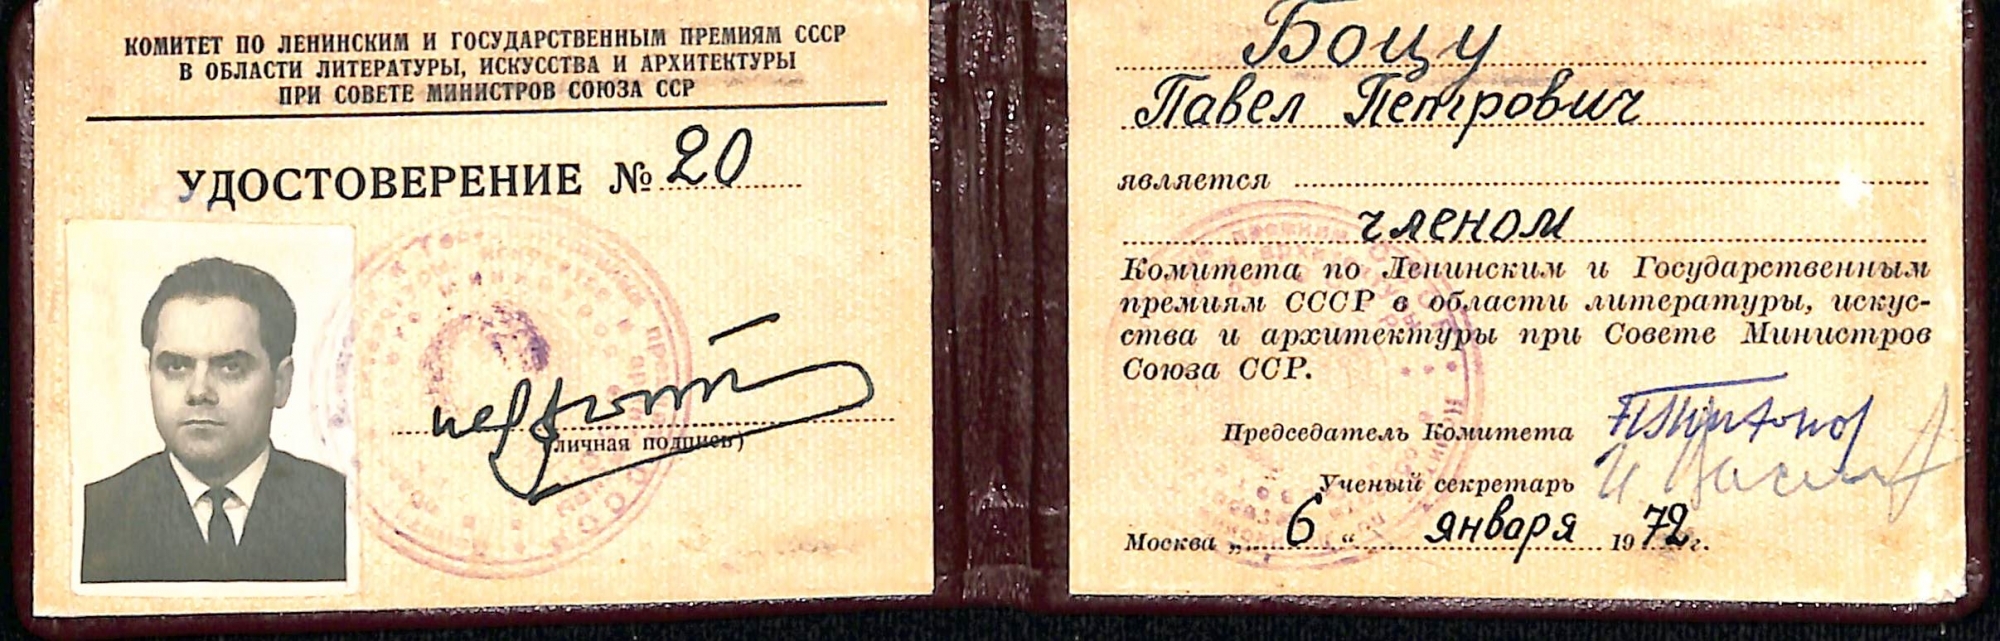 КОМИТЕТ ПО ЛЕНИНСКИМ И ГОСУДАРСТВЕННЫМ ПРЕМИЯМ СССР
В ОБЛАСТИ ЛИТЕРАТУРЫ, ИСКУССТВА И АРХИТЕКТУРЫ
ПРИ СОВЕТЕ МИНИСТРОВ СОЮЗА ССР
УДОСТОВЕРЕНИЕ № 20
(личная подпись)
Боцу
Павел Петрович
является
членом
Комитета по Ленинским и Государственным
премиям СССР в области литературы, искус-
ства и архитектуры при Совете Министров
Союза ССР.
Председатель Комитета
Ученый секретарь
Москва „ 6 “ января 1972 г.